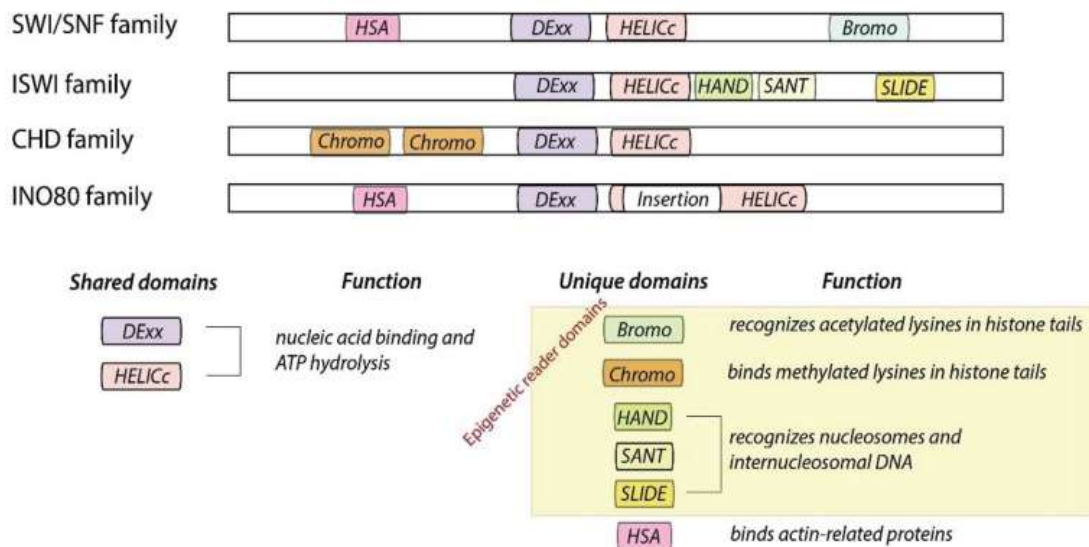 SWI/SNF family HSA DExx HELICc Bromo
ISWI family DExx HELICc HAND SANT SLIDE
CHD family Chromo Chromo DExx HELICc
INO80 family HSA DExx Insertion HELICc
Shared domains Function Unique domains Function
DExx
HELICc
nucleic acid binding and
ATP hydrolysis
Epigenetic reader domains
Bromo recognizes acetylated lysines in histone tails
Chromo binds methylated lysines in histone tails
HAND
SANT
SLIDE
recognizes nucleosomes and
internucleosomal DNA
HSA binds actin-related proteins